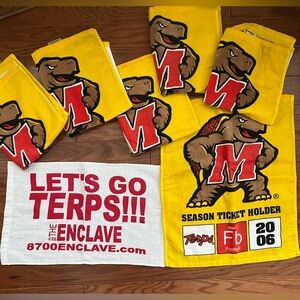 M
M
M
M
M
LET'S GO
TERPS!!!
THE ENCLAVE
8700ENCLAVE.com
M
SEASON TICKET HOLDER
Terps
Fb
20
06